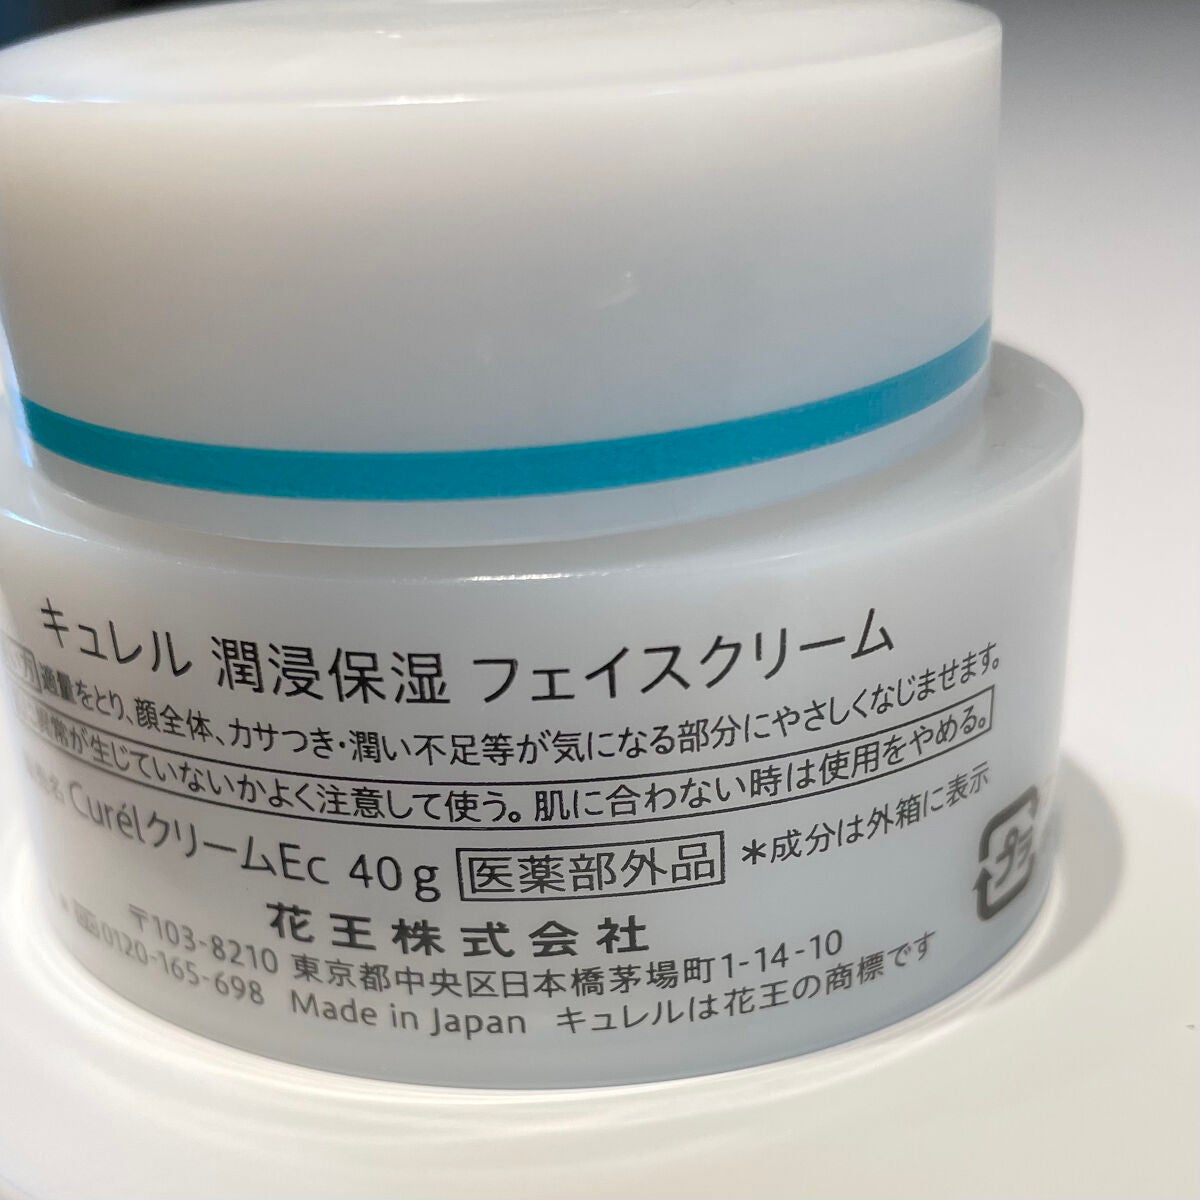 キュレル 潤浸保湿 フェイスクリーム
適量をとり、顔全体、カサつき・潤い不足等が気になる部分にやさしくなじませます。
異常が生じていないかよく注意して使う。肌に合わない時は使用をやめる。
名 CurélクリームEc 40g 医薬部外品 *成分は外箱に表示
花王株式会社
〒103-8210 東京都中央区日本橋茅場町1-14-10
0120-165-698 Made in Japan キュレルは花王の商標です
プラ